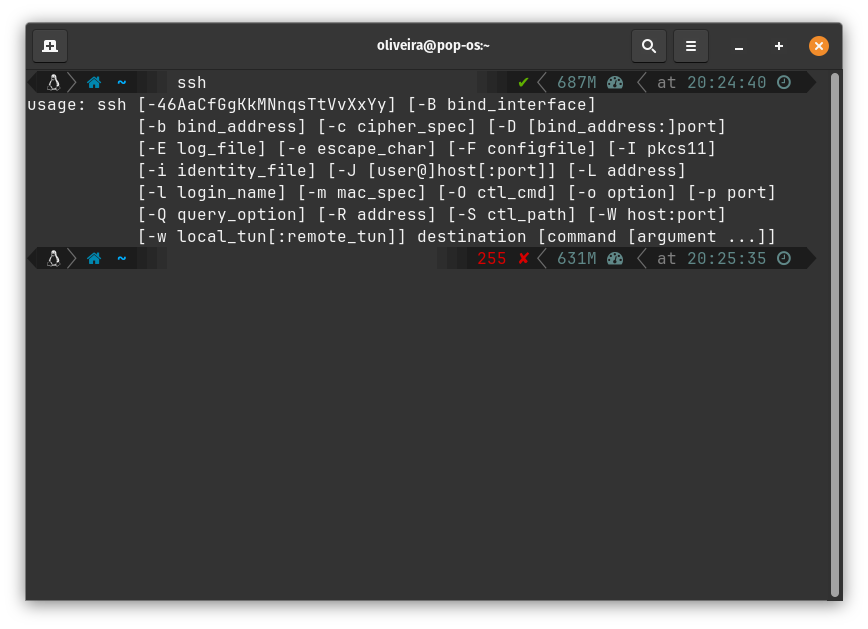 oliveira@pop-os:~
~ ssh ✔ 687M at 20:24:40
usage: ssh [-46AaCfGgKkMNnqsTtVvXxYy] [-B bind_interface]
[-b bind_address] [-c cipher_spec] [-D [bind_address:]port]
[-E log_file] [-e escape_char] [-F configfile] [-I pkcs11]
[-i identity_file] [-J [user@]host[:port]] [-L address]
[-l login_name] [-m mac_spec] [-O ctl_cmd] [-o option] [-p port]
[-Q query_option] [-R address] [-S ctl_path] [-W host:port]
[-w local_tun[:remote_tun]] destination [command [argument ...]]
~ 255 ✘ 631M at 20:25:35